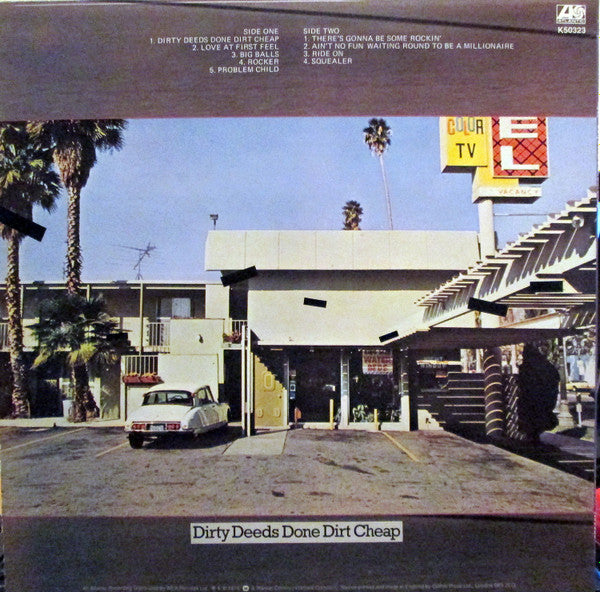 SIDE ONE
1. DIRTY DEEDS DONE DIRT CHEAP
2. LOVE AT FIRST FEEL
3. BIG BALLS
4. ROCKER
5. PROBLEM CHILD
SIDE TWO
1. THERE'S GONNA BE SOME ROCKIN'
2. AIN'T NO FUN WAITING ROUND TO BE A MILLIONAIRE
3. RIDE ON
4. SQUEALER
ATLANTIC
K50323
COLOR
TV
EL
VACANCY
Dirty Deeds Done Dirt Cheap